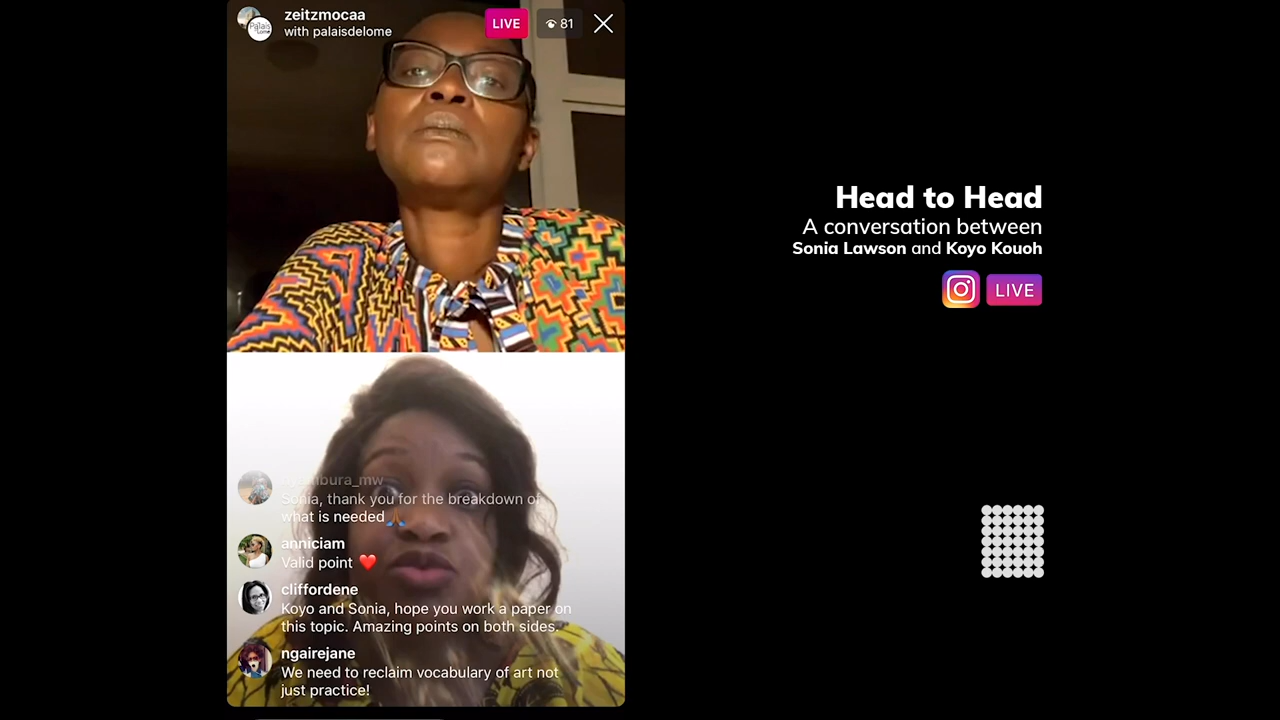 zeitzmocaa
with palaisdelome
LIVE
81
Head to Head
A conversation between
Sonia Lawson and Koyo Kouoh
LIVE
Sonia, thank you for the breakdown of
what is needed
anniciam
Valid point
cliffordene
Koyo and Sonia, hope you work a paper on
this topic. Amazing points on both sides.
ngairejane
We need to reclaim vocabulary of art not
just practice!